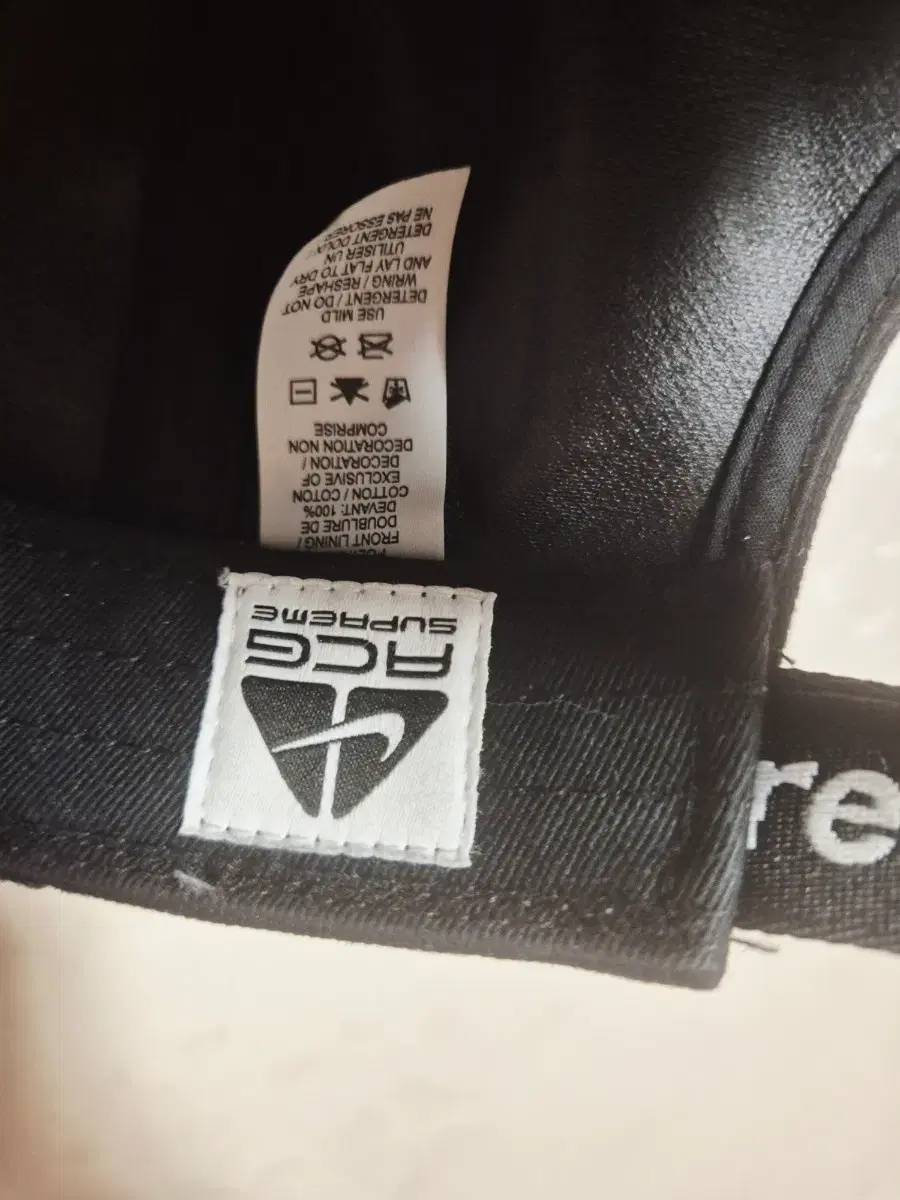 ACG
SUPREME
FRONT LINING /
DOUBLURE DE
DEVANT: 100%
COTTON / COTON
EXCLUSIVE OF
DECORATION /
DECORATION NON
COMPRISE
USE MILD
DETERGENT / DO NOT
WRING / RESHAPE
AND LAY FLAT TO DRY
UTILISER UN
DETERGENT DOUX /
NE PAS ESSORER
re